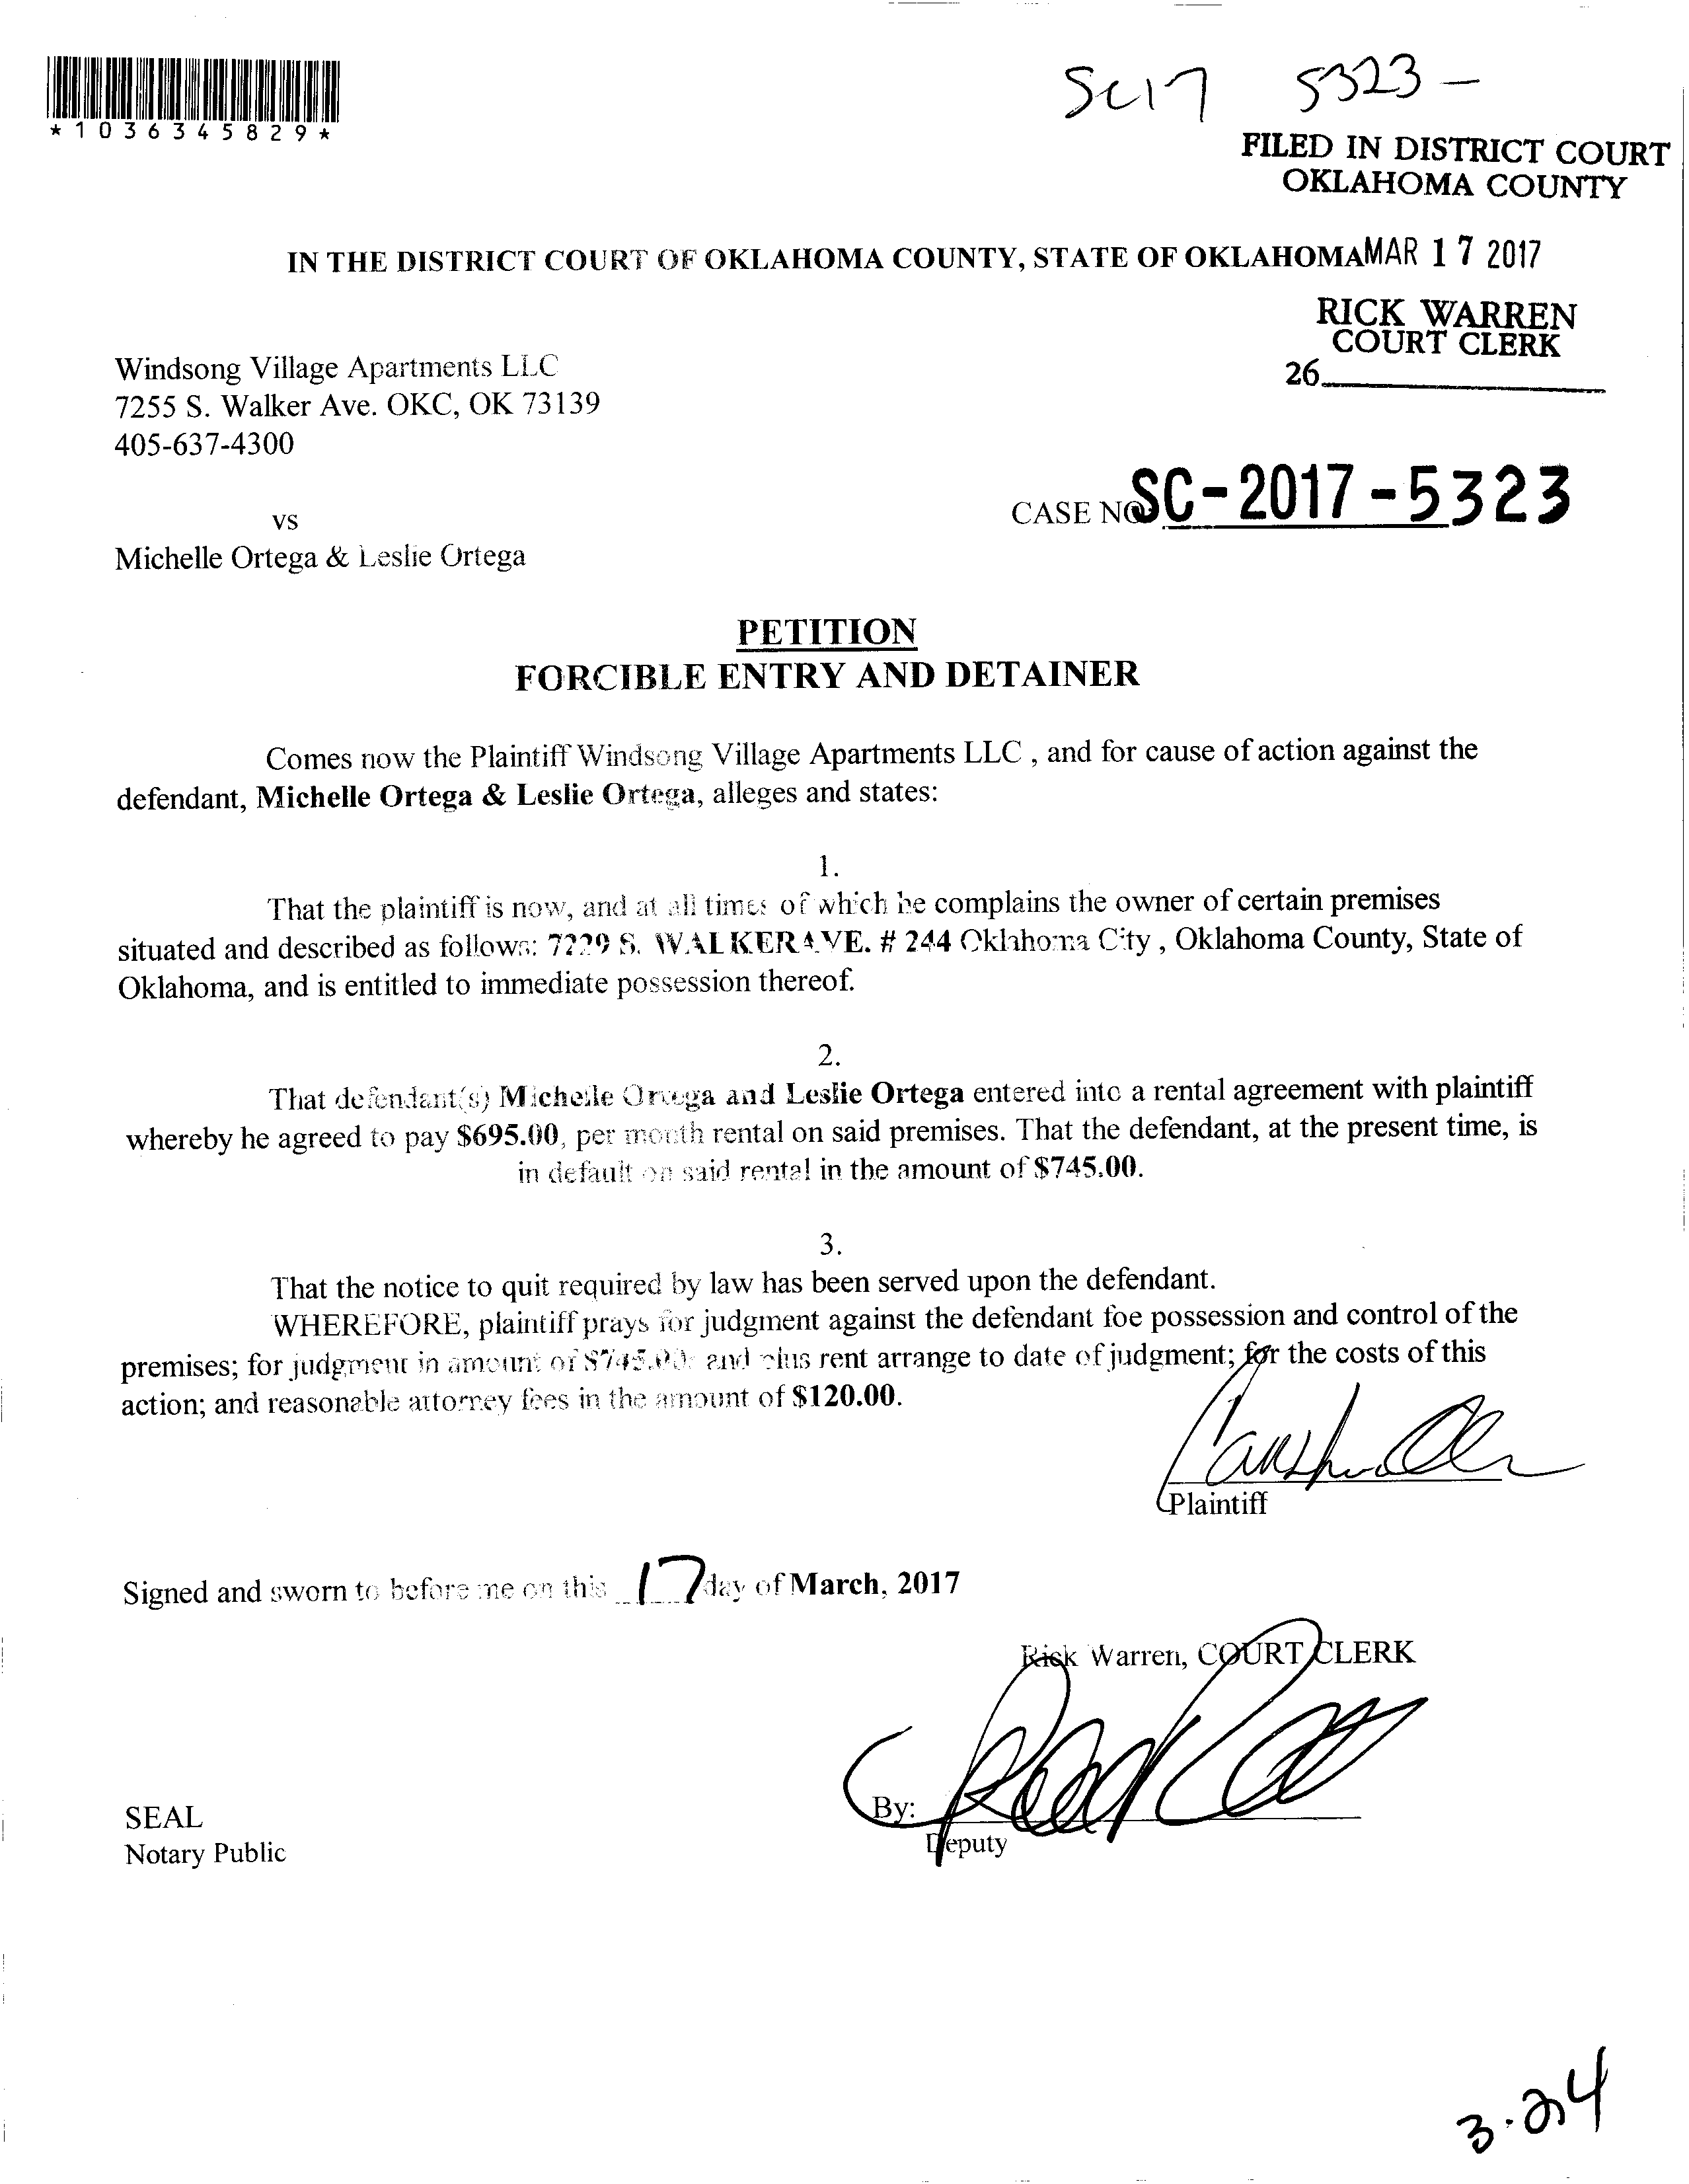 *1036345829*
SC17 5323-
FILED IN DISTRICT COURT
OKLAHOMA COUNTY
IN THE DISTRICT COURT OF OKLAHOMA COUNTY, STATE OF OKLAHOMA MAR 17 2017
RICK WARREN
COURT CLERK
26
Windsong Village Apartments LLC
7255 S. Walker Ave. OKC, OK 73139
405-637-4300
CASE NO SC-2017-5323
vs
Michelle Ortega & Leslie Ortega
PETITION
FORCIBLE ENTRY AND DETAINER
Comes now the Plaintiff Windsong Village Apartments LLC , and for cause of action against the
defendant, Michelle Ortega & Leslie Ortega, alleges and states:
1.
That the plaintiff is now, and at all times of which he complains the owner of certain premises
situated and described as follows: 7229 S. WALKER AVE. # 244 Oklahoma City , Oklahoma County, State of
Oklahoma, and is entitled to immediate possession thereof.
2.
That defendant(s) Michelle Ortega and Leslie Ortega entered into a rental agreement with plaintiff
whereby he agreed to pay $695.00, per month rental on said premises. That the defendant, at the present time, is
in default on said rental in the amount of $745.00.
3.
That the notice to quit required by law has been served upon the defendant.
WHEREFORE, plaintiff prays for judgment against the defendant foe possession and control of the
premises; for judgment in amount of $745.00: and plus rent arrange to date of judgment; for the costs of this
action; and reasonable attorney fees in the amount of $120.00.
Plaintiff
Signed and sworn to before me on this 17 day of March, 2017
Rick Warren, COURT CLERK
By:
Deputy
SEAL
Notary Public
3.24